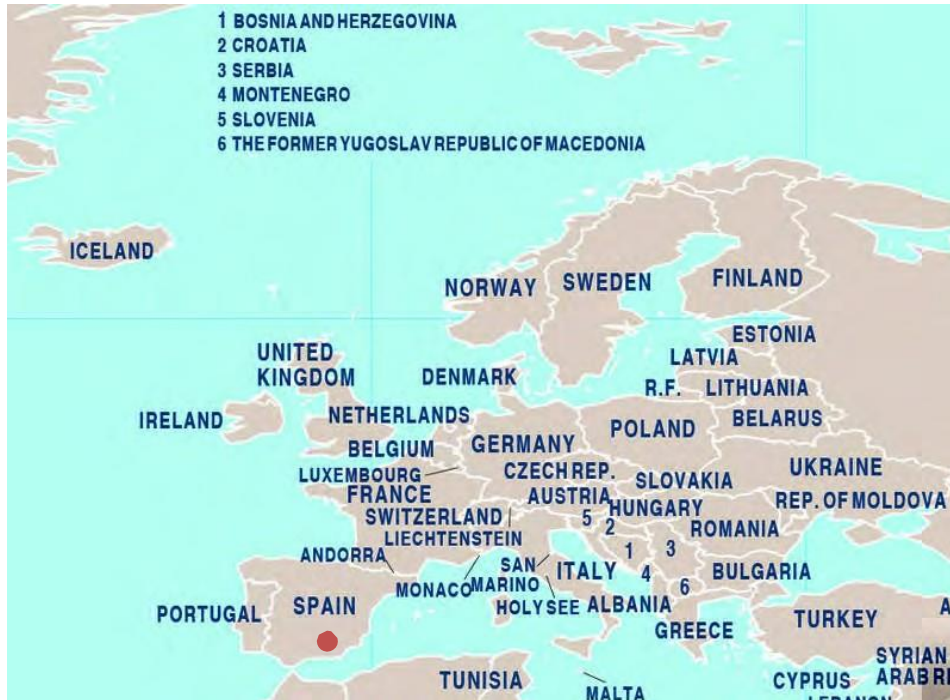 1 BOSNIA AND HERZEGOVINA
2 CROATIA
3 SERBIA
4 MONTENEGRO
5 SLOVENIA
6 THE FORMER YUGOSLAV REPUBLIC OF MACEDONIA
ICELAND
NORWAY
SWEDEN
FINLAND
ESTONIA
LATVIA
UNITED
KINGDOM
DENMARK
R.F.
LITHUANIA
IRELAND
NETHERLANDS
BELARUS
POLAND
BELGIUM
GERMANY
LUXEMBOURG
CZECH REP.
SLOVAKIA
UKRAINE
FRANCE
AUSTRIA
HUNGARY
REP. OF MOLDOVA
SWITZERLAND
5
2
ROMANIA
LIECHTENSTEIN
1
3
ANDORRA
SAN
MARINO
ITALY
4
BULGARIA
MONACO
6
HOLY SEE
ALBANIA
PORTUGAL
SPAIN
GREECE
TURKEY
A
SYRIAN
ARAB R
TUNISIA
MALTA
CYPRUS
LEBANON